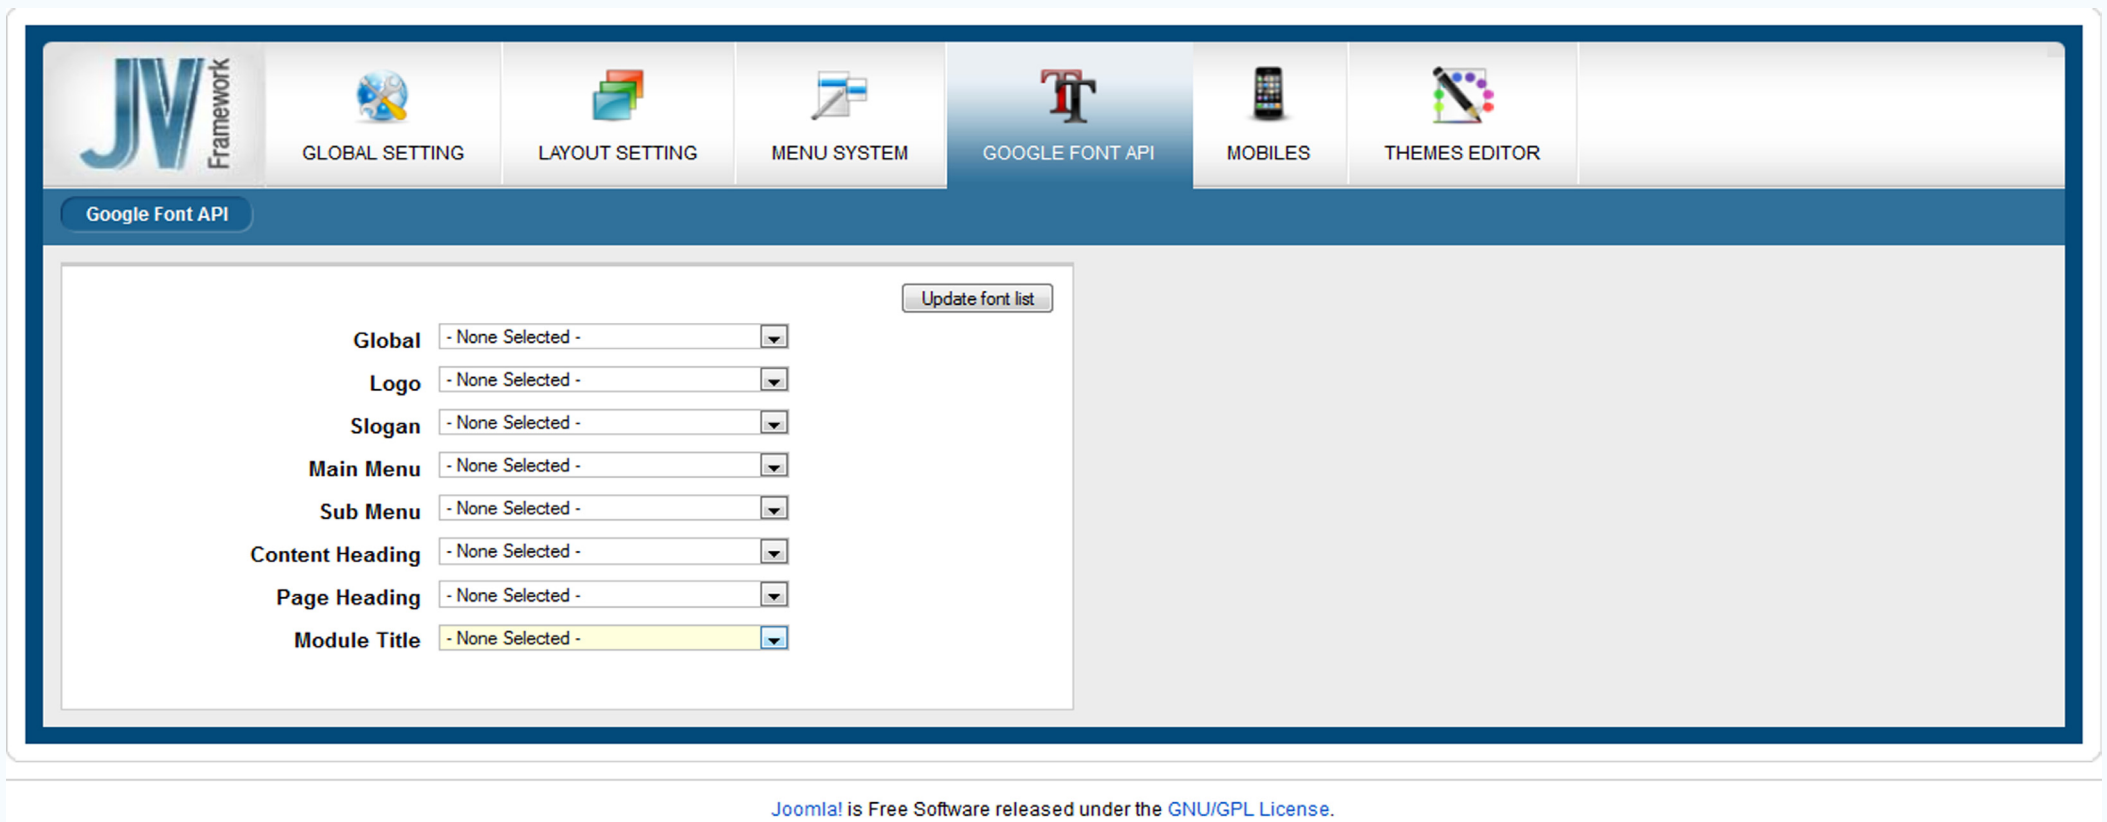 JV Framework
GLOBAL SETTING
LAYOUT SETTING
MENU SYSTEM
GOOGLE FONT API
MOBILES
THEMES EDITOR
Google Font API
Update font list
Global - None Selected -
Logo - None Selected -
Slogan - None Selected -
Main Menu - None Selected -
Sub Menu - None Selected -
Content Heading - None Selected -
Page Heading - None Selected -
Module Title - None Selected -
Joomla! is Free Software released under the GNU/GPL License.